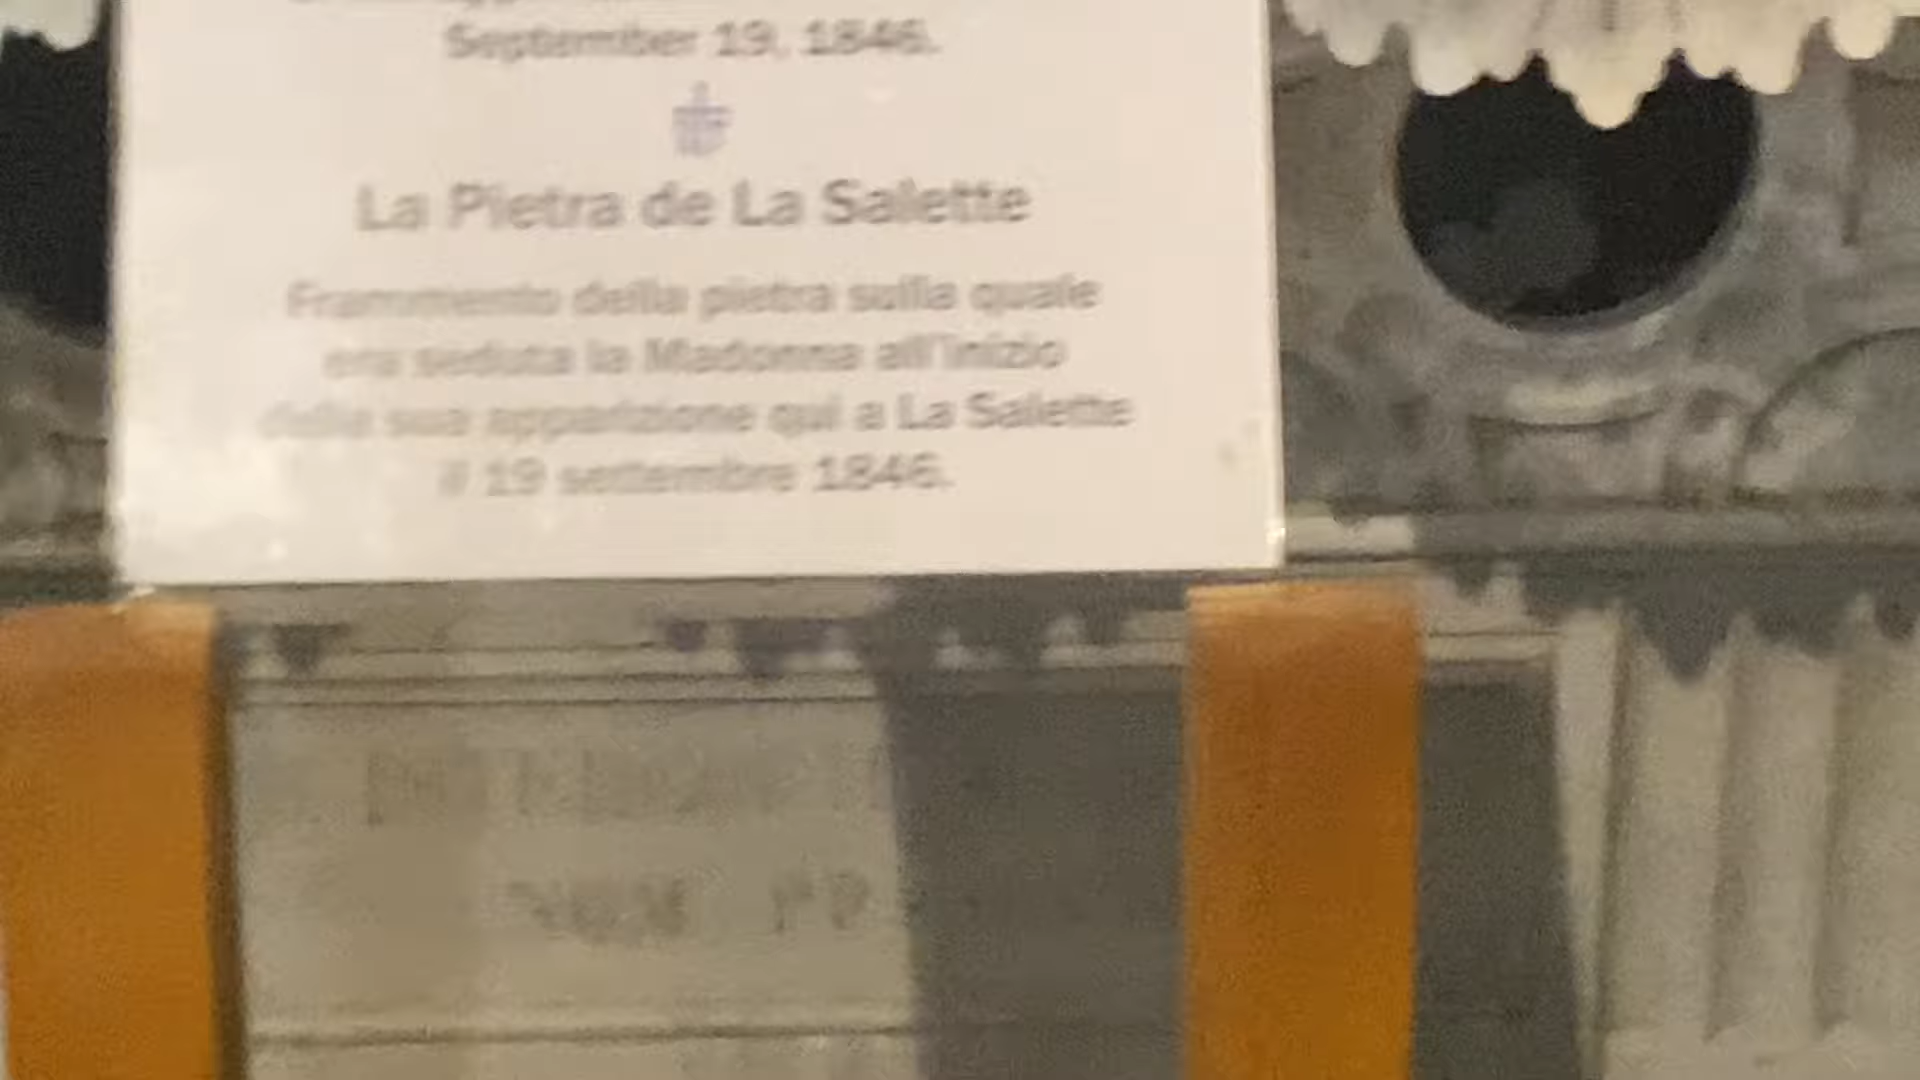 September 19, 1846.
La Pietra de La Salette
Frammento della pietra sulla quale
era seduta la Madonna all'inizio
della sua apparizione qui a La Salette
il 19 settembre 1846.